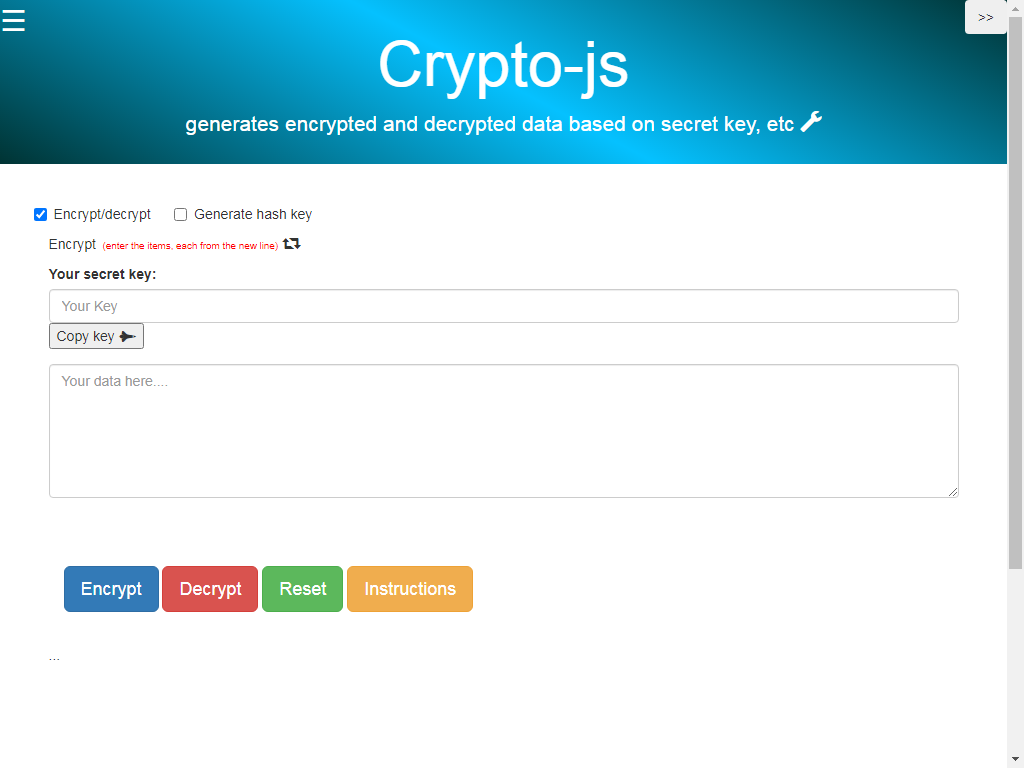 ☰
>>
Crypto-js
generates encrypted and decrypted data based on secret key, etc
Encrypt/decrypt Generate hash key
Encrypt (enter the items, each from the new line)
Your secret key:
Your Key
Copy key
Your data here....
Encrypt Decrypt Reset Instructions
...